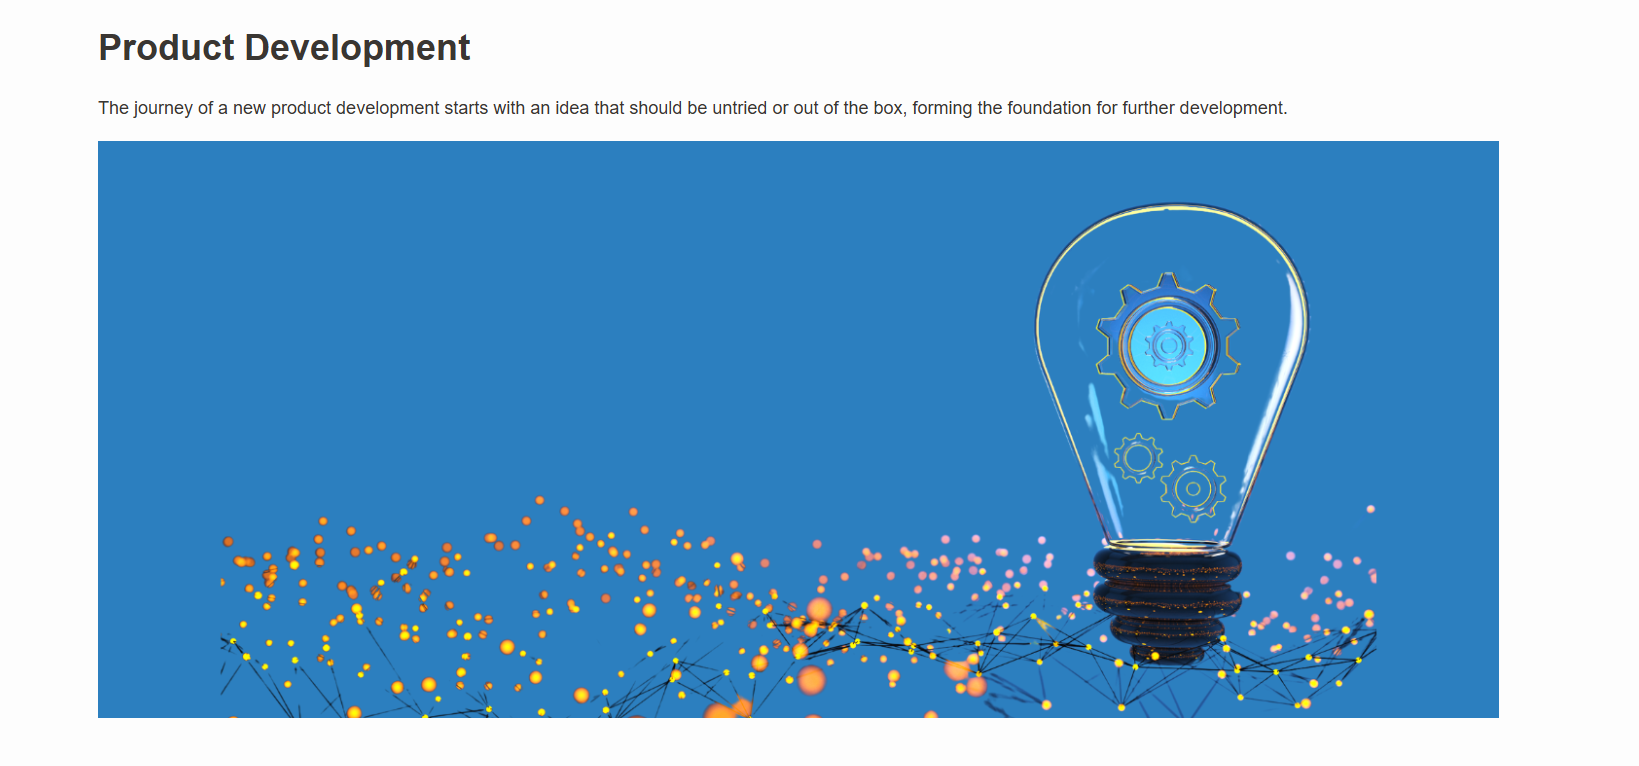 Product Development
The journey of a new product development starts with an idea that should be untried or out of the box, forming the foundation for further development.